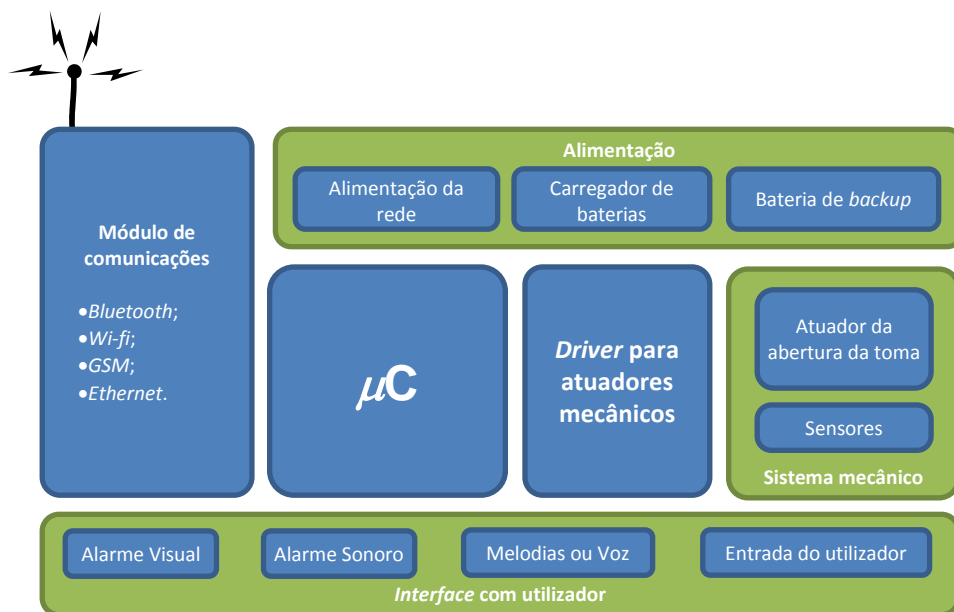 Alimentação
Alimentação da
rede
Carregador de
baterias
Bateria de backup
Módulo de
comunicações
•Bluetooth;
•Wi-fi;
•GSM;
•Ethernet.
μC
Driver para
atuadores
mecânicos
Atuador da
abertura da toma
Sensores
Sistema mecânico
Alarme Visual
Alarme Sonoro
Melodias ou Voz
Entrada do utilizador
Interface com utilizador